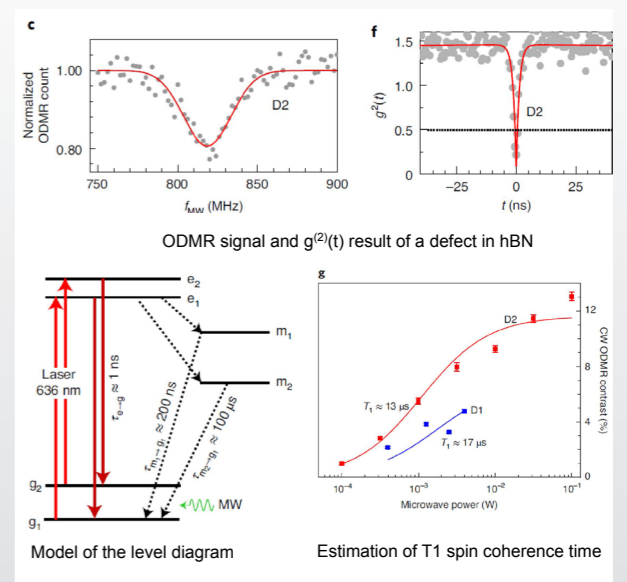 c
Normalized
ODMR count
1.00
0.80
D2
750
800
850
900
f_MW (MHz)
f
g²(t)
1.5
1.0
0.5
0
D2
−25
0
25
t (ns)
ODMR signal and g⁽²⁾(t) result of a defect in hBN
e₂
e₁
m₁
m₂
Laser
636 nm
τₑ→g ≈ 1 ns
τm₁→g₁ ≈ 200 ns
τm₂→g₁ ≈ 100 μs
g₂
g₁
MW
Model of the level diagram
g
D2
T₁ ≈ 13 μs
D1
T₁ ≈ 17 μs
12
8
4
0
CW ODMR contrast (%)
10⁻⁴
10⁻³
10⁻²
10⁻¹
Microwave power (W)
Estimation of T1 spin coherence time